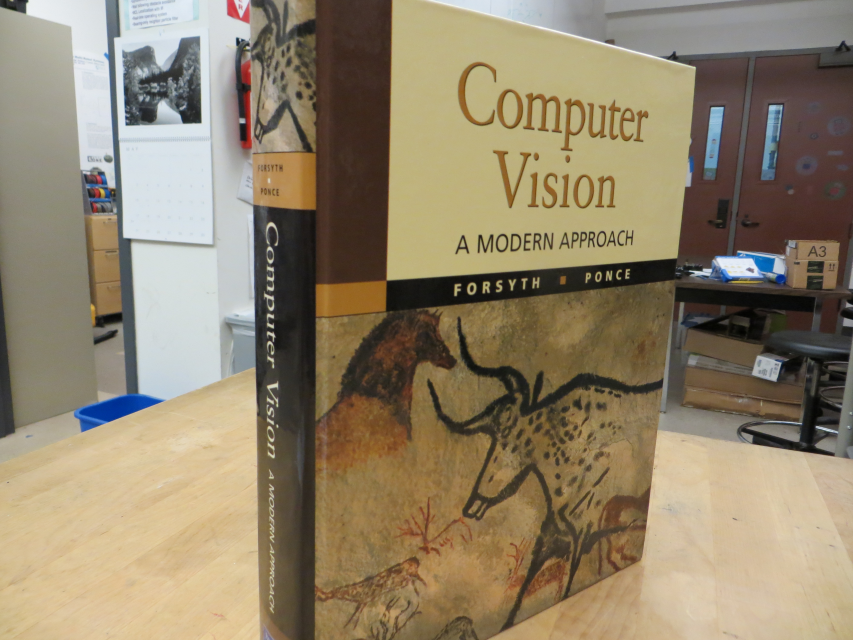 FORSYTH
PONCE
Computer Vision A MODERN APPROACH
Computer
Vision
A MODERN APPROACH
FORSYTH ■ PONCE
A3